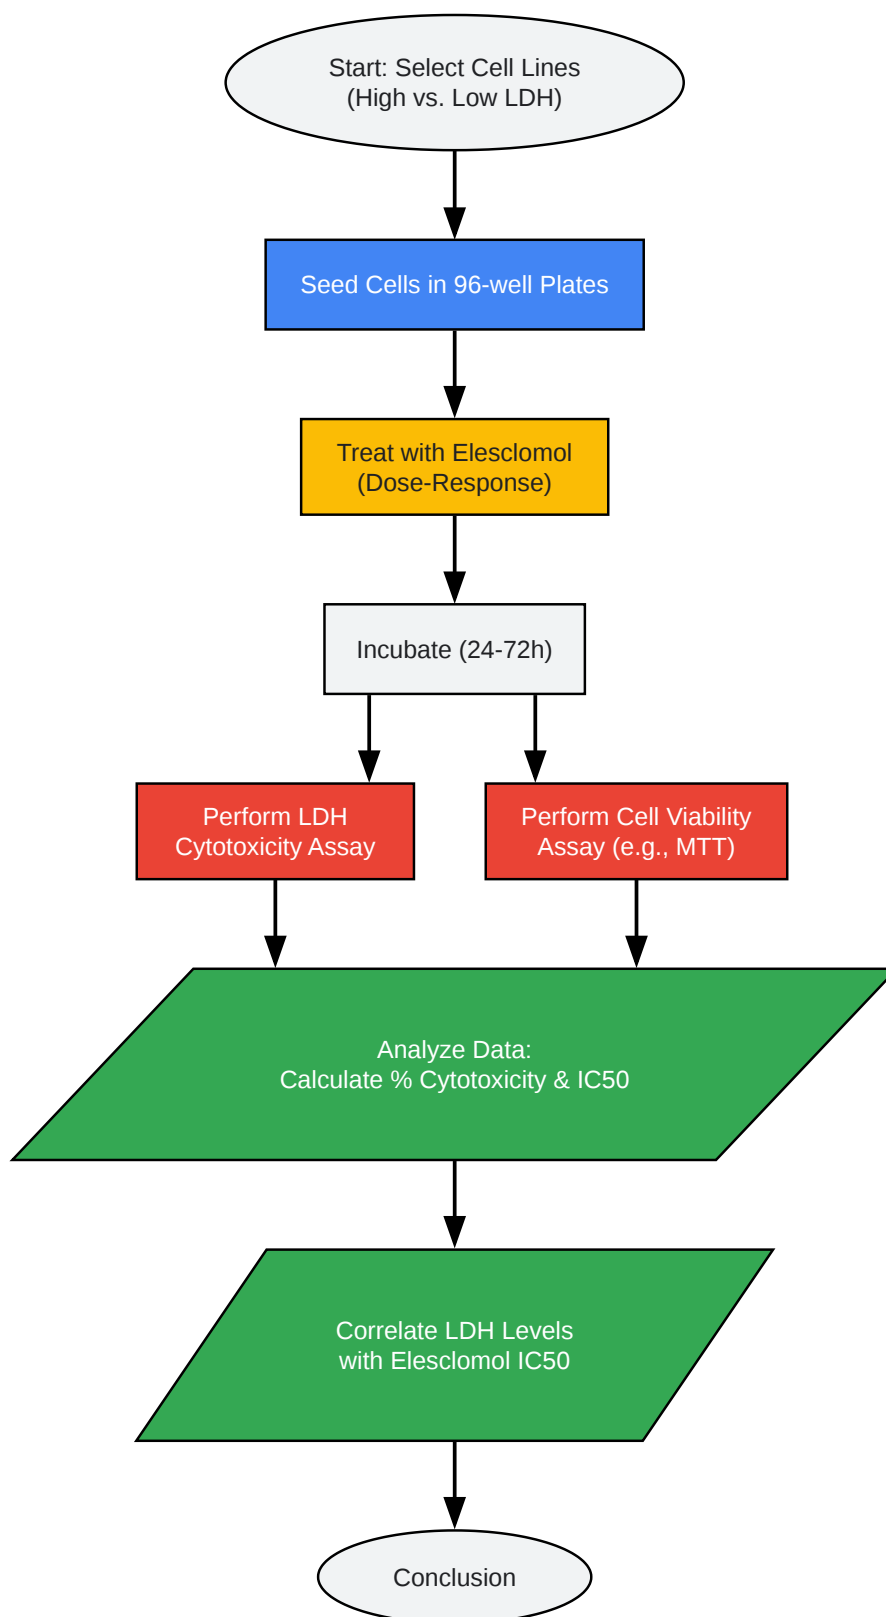 Start: Select Cell Lines
(High vs. Low LDH)
Seed Cells in 96-well Plates
Treat with Elesclomol
(Dose-Response)
Incubate (24-72h)
Perform LDH
Cytotoxicity Assay
Perform Cell Viability
Assay (e.g., MTT)
Analyze Data:
Calculate % Cytotoxicity & IC50
Correlate LDH Levels
with Elesclomol IC50
Conclusion